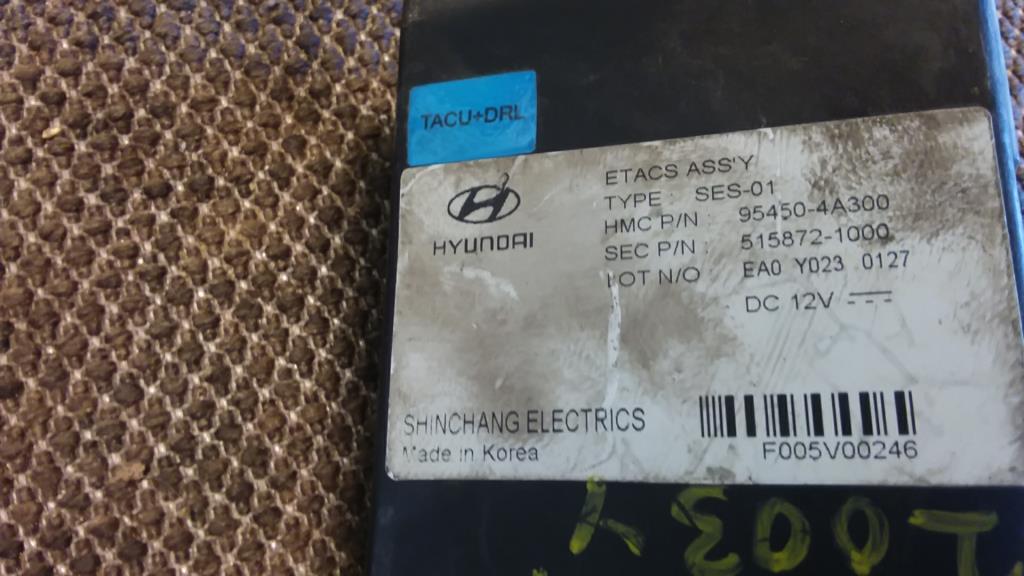 TACU+DRL
HYUNDAI
ETACS ASS'Y
TYPE : SES-01
HMC P/N : 95450-4A300
SEC P/N : 515872-1000
LOT N/O EA0 Y023 0127
DC 12V
SHINCHANG ELECTRICS
Made in Korea
F005V00246